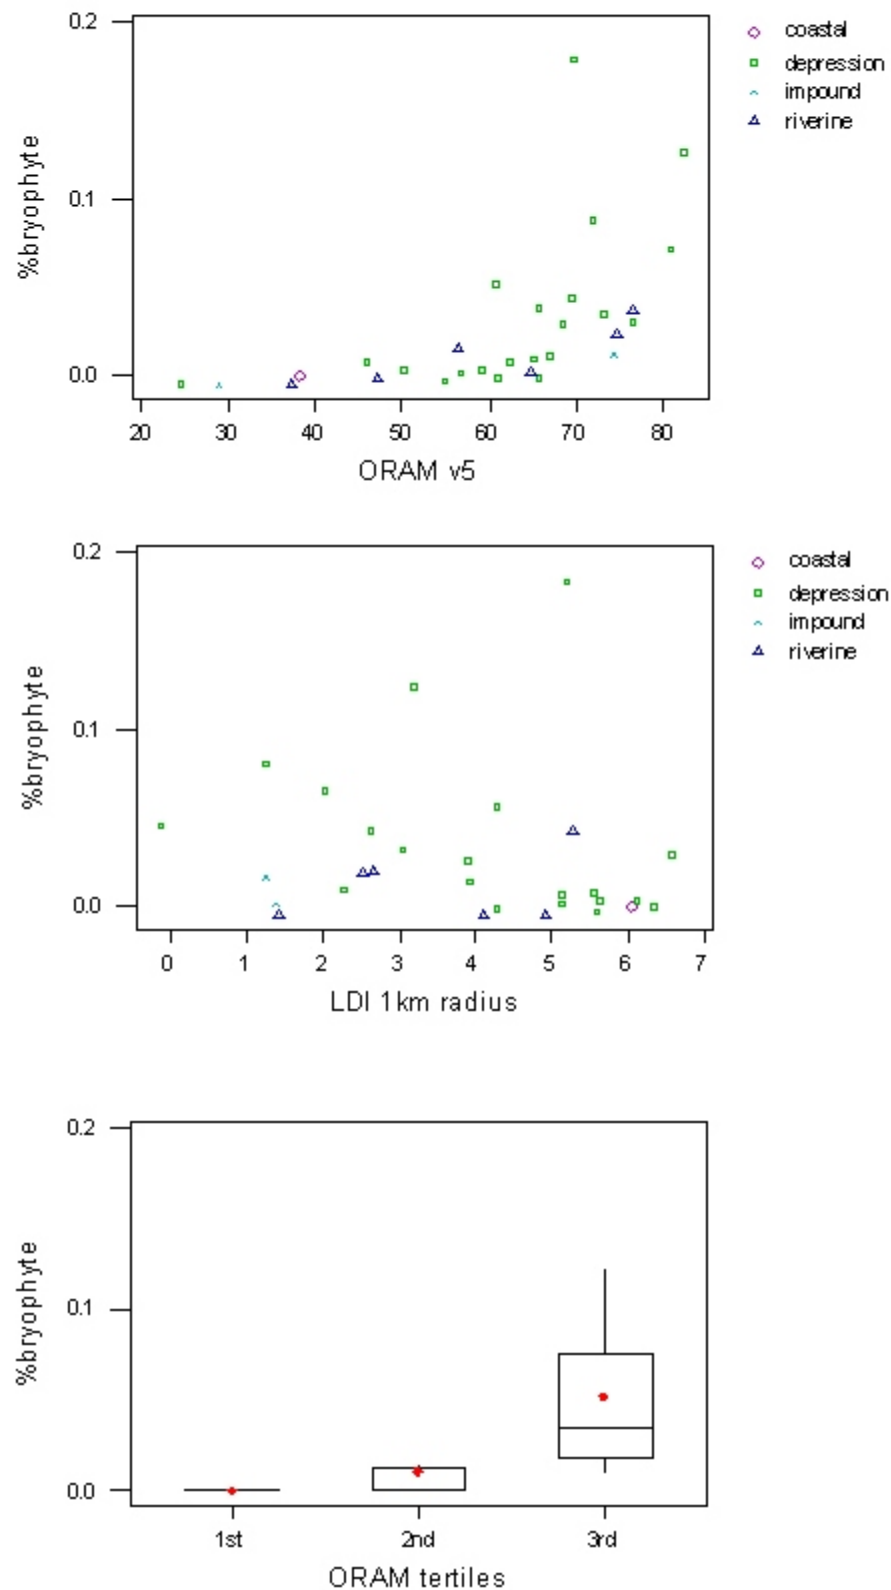 0.2
0.1
0.0
%bryophyte
20 30 40 50 60 70 80
ORAM v5
coastal
depression
impound
riverine
0.2
0.1
0.0
%bryophyte
0 1 2 3 4 5 6 7
LDI 1km radius
coastal
depression
impound
riverine
0.2
0.1
0.0
%bryophyte
1st 2nd 3rd
ORAM tertiles